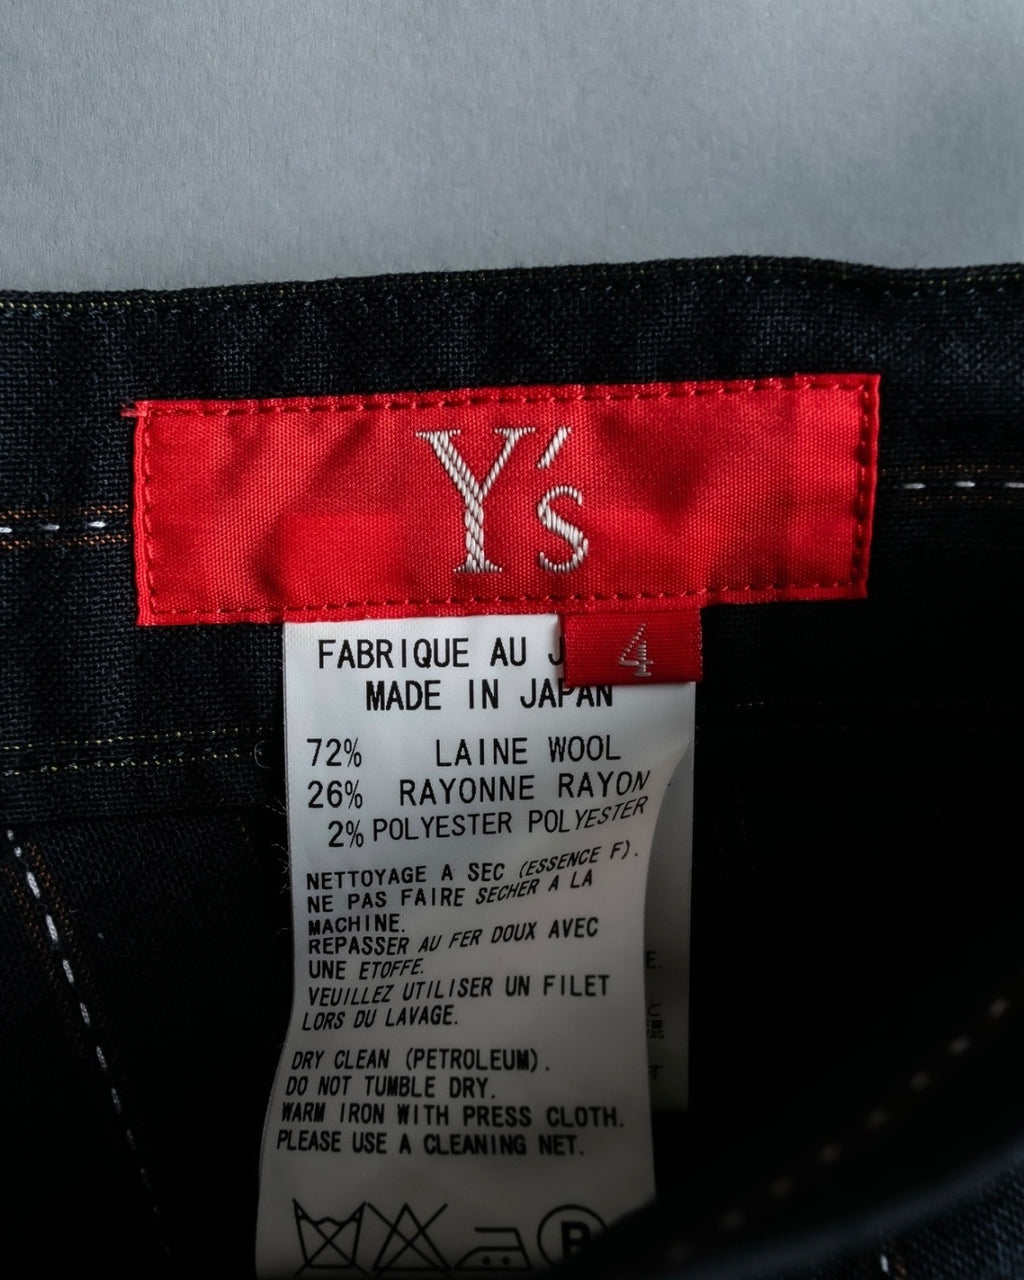 Y's
4
FABRIQUE AU J
MADE IN JAPAN
72% LAINE WOOL
26% RAYONNE RAYON
2% POLYESTER POLYESTER
NETTOYAGE A SEC (ESSENCE F).
NE PAS FAIRE SECHER A LA
MACHINE.
REPASSER AU FER DOUX AVEC
UNE ETOFFE.
VEUILLEZ UTILISER UN FILET
LORS DU LAVAGE.
DRY CLEAN (PETROLEUM).
DO NOT TUMBLE DRY.
WARM IRON WITH PRESS CLOTH.
PLEASE USE A CLEANING NET.